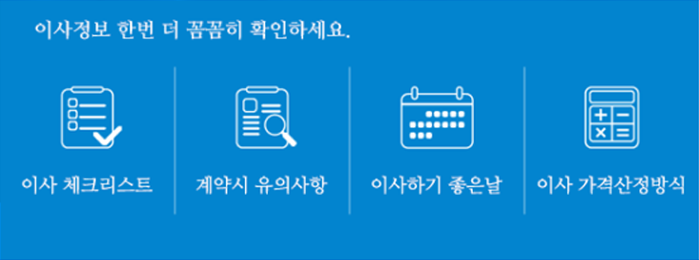 이사정보 한번 더 꼼꼼히 확인하세요.
이사 체크리스트
계약시 유의사항
이사하기 좋은날
이사 가격산정방식